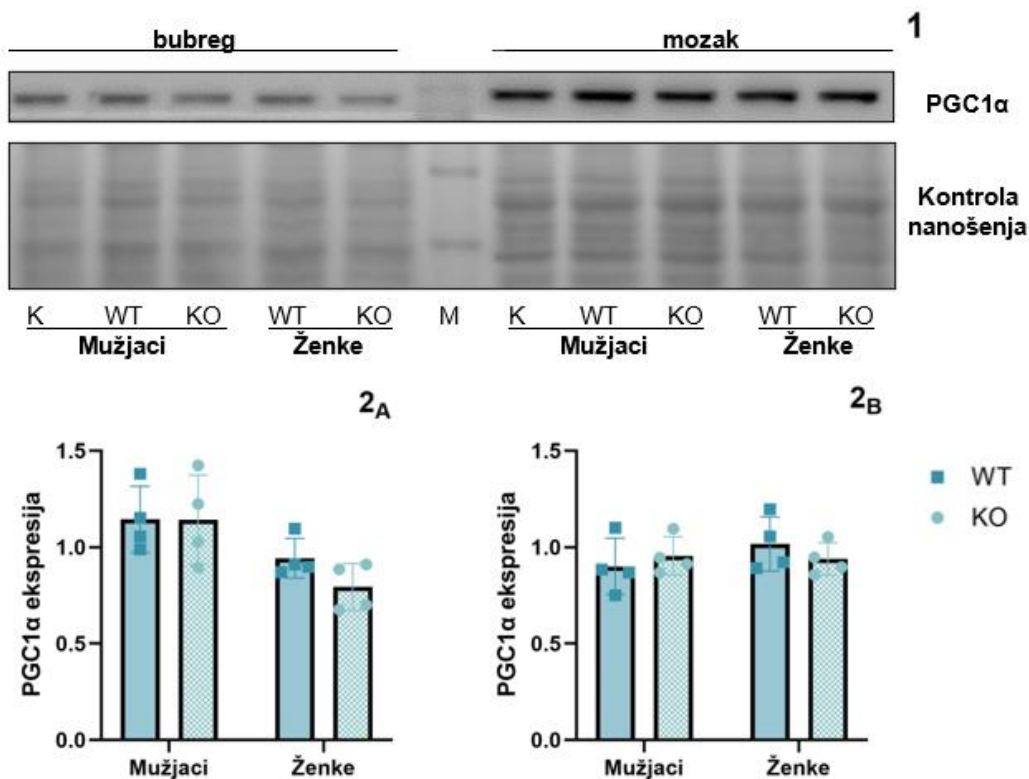 bubreg
mozak
1
PGC1α
Kontrola
nanošenja
K WT KO WT KO M K WT KO WT KO
Mužjaci Ženke Mužjaci Ženke
2A
PGC1α ekspresija
1.5
1.0
0.5
0.0
Mužjaci Ženke
2B
PGC1α ekspresija
1.5
1.0
0.5
0.0
Mužjaci Ženke
WT
KO